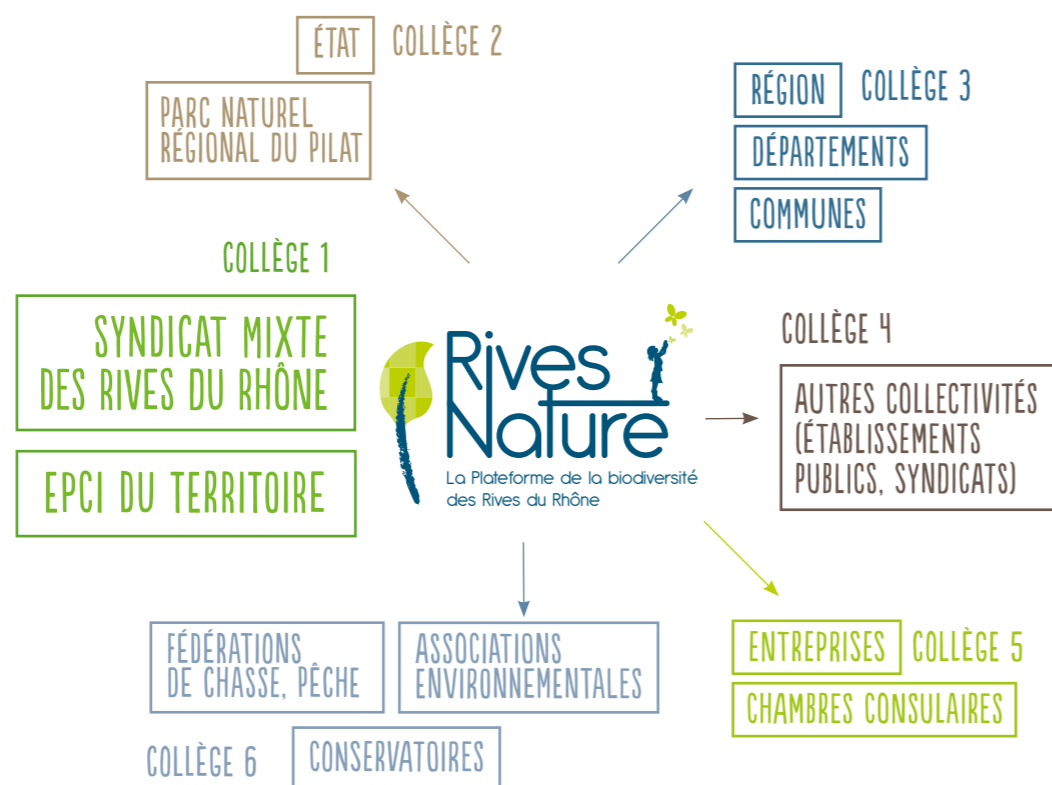 ÉTAT
COLLÈGE 2
PARC NATUREL
RÉGIONAL DU PILAT
RÉGION
COLLÈGE 3
DÉPARTEMENTS
COMMUNES
COLLÈGE 1
SYNDICAT MIXTE
DES RIVES DU RHÔNE
EPCI DU TERRITOIRE
Rives
Nature
La Plateforme de la biodiversité
des Rives du Rhône
COLLÈGE 4
AUTRES COLLECTIVITÉS
(ÉTABLISSEMENTS
PUBLICS, SYNDICATS)
FÉDÉRATIONS
DE CHASSE, PÊCHE
ASSOCIATIONS
ENVIRONNEMENTALES
COLLÈGE 6
CONSERVATOIRES
ENTREPRISES
COLLÈGE 5
CHAMBRES CONSULAIRES